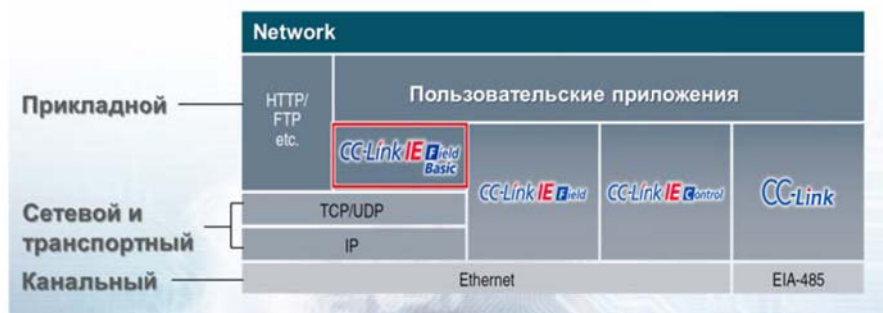 Network
Прикладной
HTTP/
FTP
etc.
Пользовательские приложения
CC-Link IE Field
Basic
CC-Link IE Field
CC-Link IE Control
CC-Link
Сетевой и
транспортный
TCP/UDP
IP
Канальный
Ethernet
EIA-485